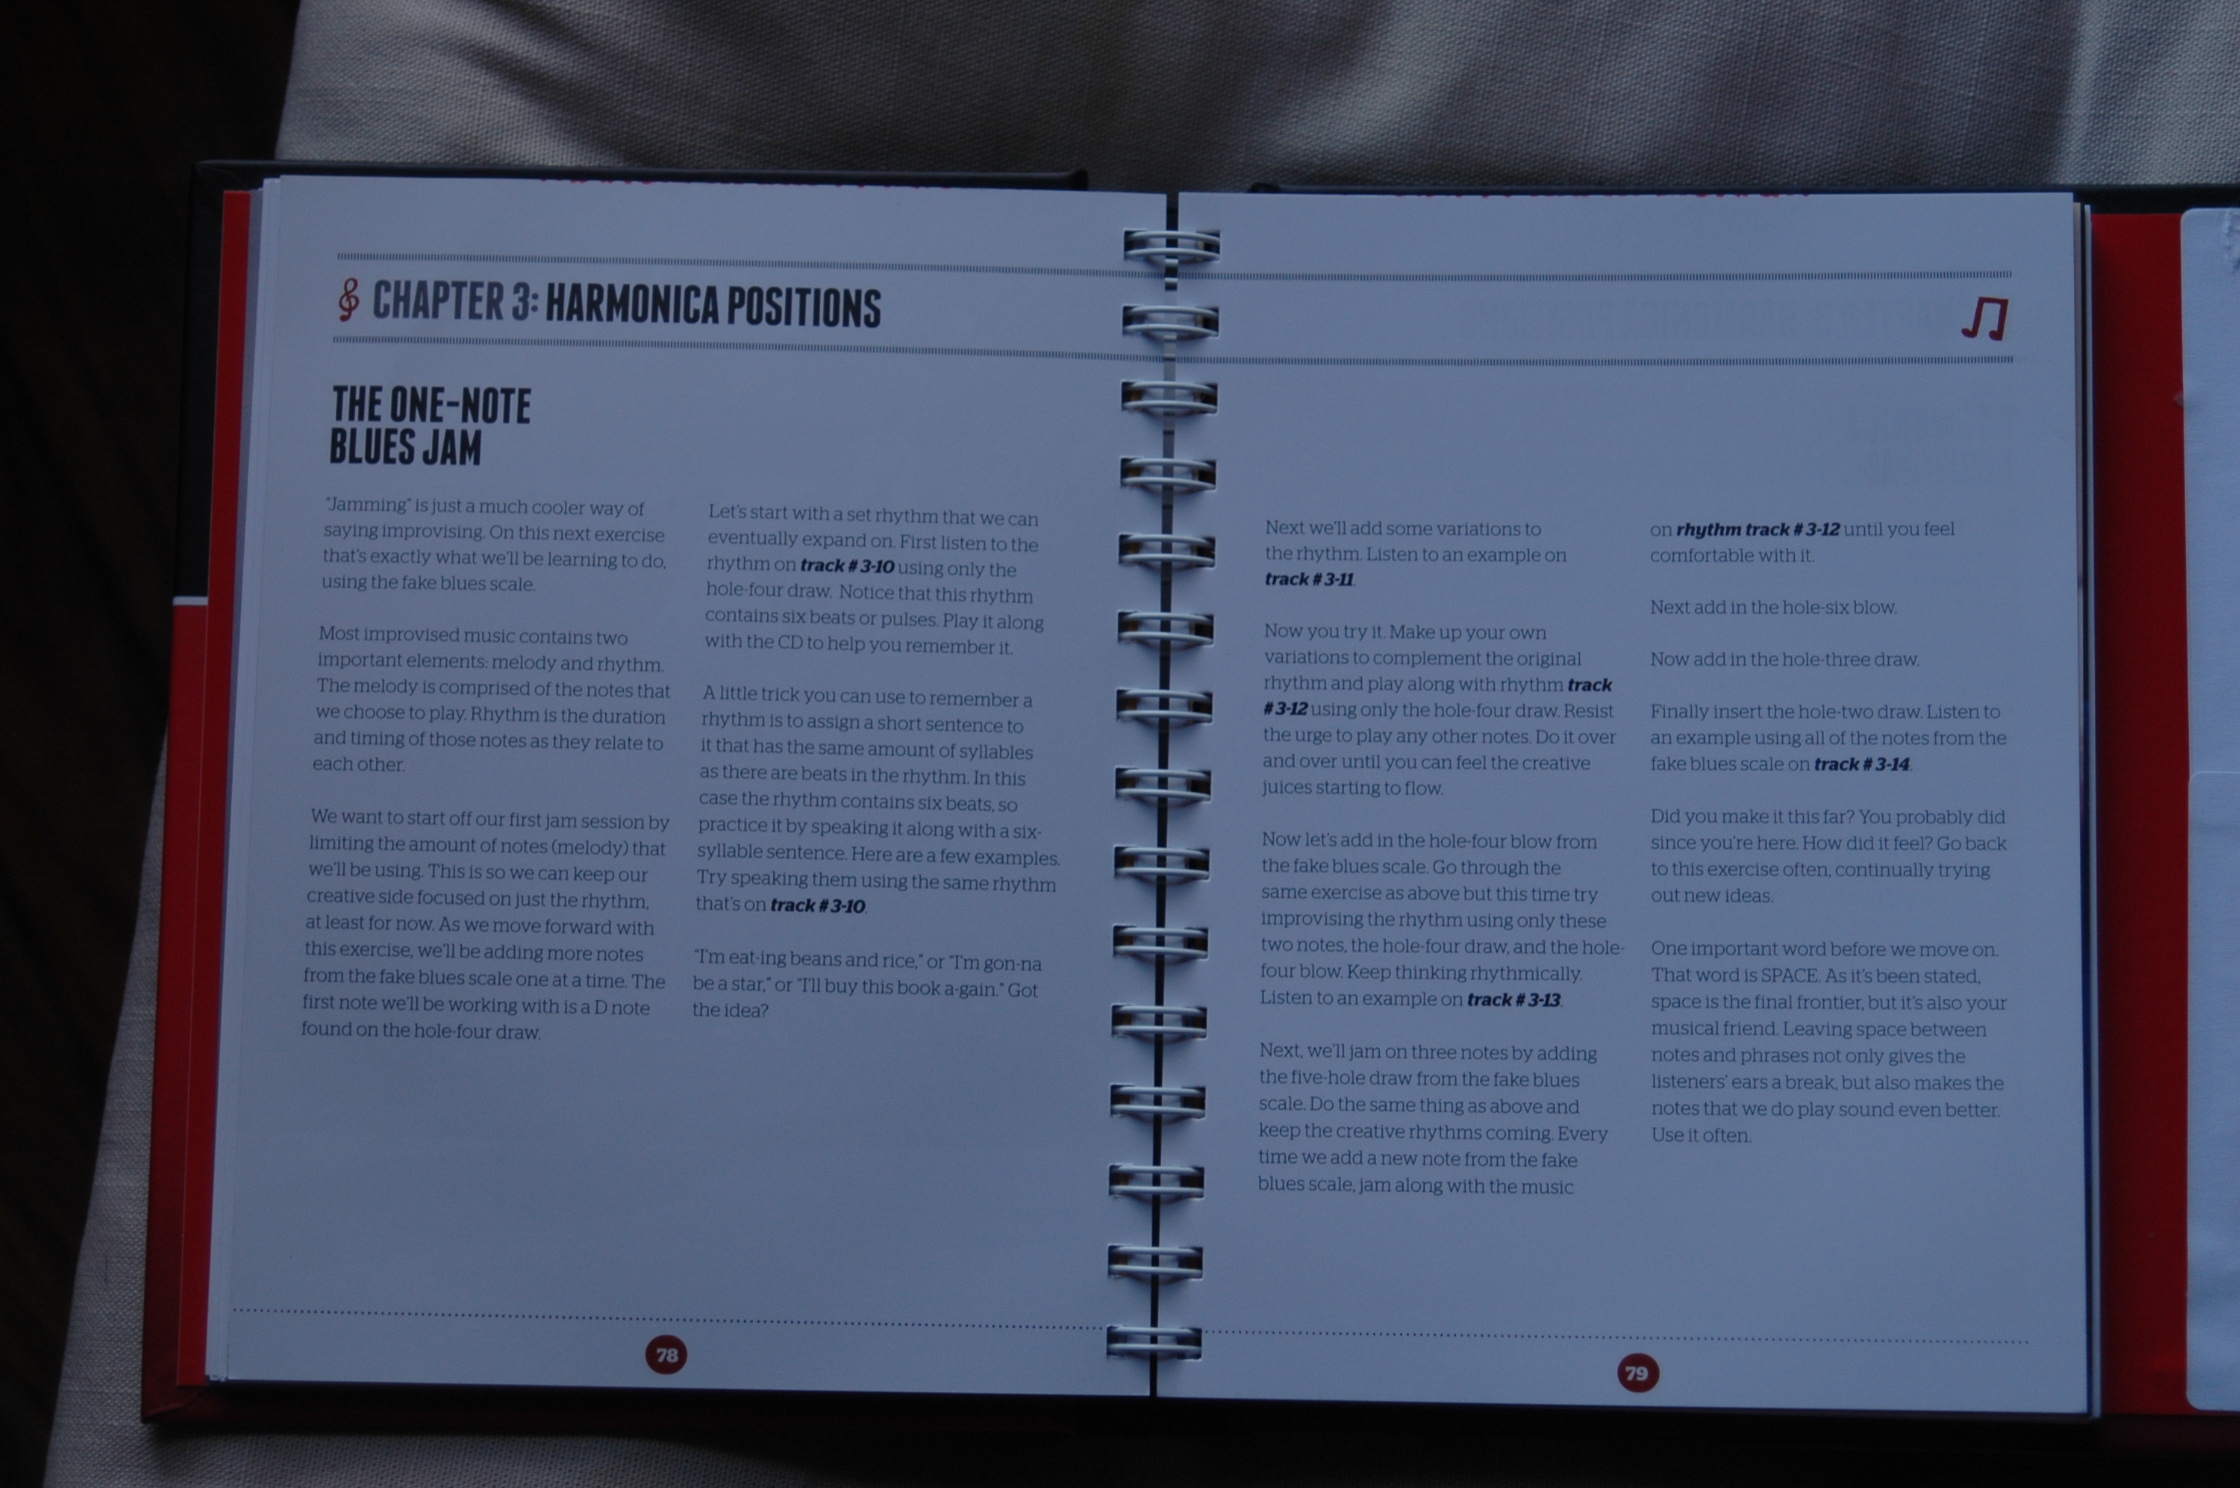 CHAPTER 3: HARMONICA POSITIONS
THE ONE-NOTE
BLUES JAM
"Jamming" is just a much cooler way of
saying improvising. On this next exercise
that's exactly what we'll be learning to do,
using the fake blues scale.
Most improvised music contains two
important elements: melody and rhythm.
The melody is comprised of the notes that
we choose to play. Rhythm is the duration
and timing of those notes as they relate to
each other.
We want to start off our first jam session by
limiting the amount of notes (melody) that
we'll be using. This is so we can keep our
creative side focused on just the rhythm,
at least for now. As we move forward with
this exercise, we'll be adding more notes
from the fake blues scale one at a time. The
first note we'll be working with is a D note
found on the hole-four draw.
Let's start with a set rhythm that we can
eventually expand on. First listen to the
rhythm on track # 3-10 using only the
hole-four draw. Notice that this rhythm
contains six beats or pulses. Play it along
with the CD to help you remember it.
A little trick you can use to remember a
rhythm is to assign a short sentence to
it that has the same amount of syllables
as there are beats in the rhythm. In this
case the rhythm contains six beats, so
practice it by speaking it along with a six-
syllable sentence. Here are a few examples.
Try speaking them using the same rhythm
that's on track # 3-10.
"I'm eat-ing beans and rice," or "I'm gon-na
be a star," or "I'll buy this book a-gain." Got
the idea?
78
Next we'll add some variations to
the rhythm. Listen to an example on
track # 3-11.
Now you try it. Make up your own
variations to complement the original
rhythm and play along with rhythm track
# 3-12 using only the hole-four draw. Resist
the urge to play any other notes. Do it over
and over until you can feel the creative
juices starting to flow.
Now let's add in the hole-four blow from
the fake blues scale. Go through the
same exercise as above but this time try
improvising the rhythm using only these
two notes, the hole-four draw, and the hole-
four blow. Keep thinking rhythmically.
Listen to an example on track # 3-13.
Next, we'll jam on three notes by adding
the five-hole draw from the fake blues
scale. Do the same thing as above and
keep the creative rhythms coming. Every
time we add a new note from the fake
blues scale, jam along with the music
on rhythm track # 3-12 until you feel
comfortable with it.
Next add in the hole-six blow.
Now add in the hole-three draw.
Finally insert the hole-two draw. Listen to
an example using all of the notes from the
fake blues scale on track # 3-14.
Did you make it this far? You probably did
since you're here. How did it feel? Go back
to this exercise often, continually trying
out new ideas.
One important word before we move on.
That word is SPACE. As it's been stated,
space is the final frontier, but it's also your
musical friend. Leaving space between
notes and phrases not only gives the
listeners' ears a break, but also makes the
notes that we do play sound even better.
Use it often.
79